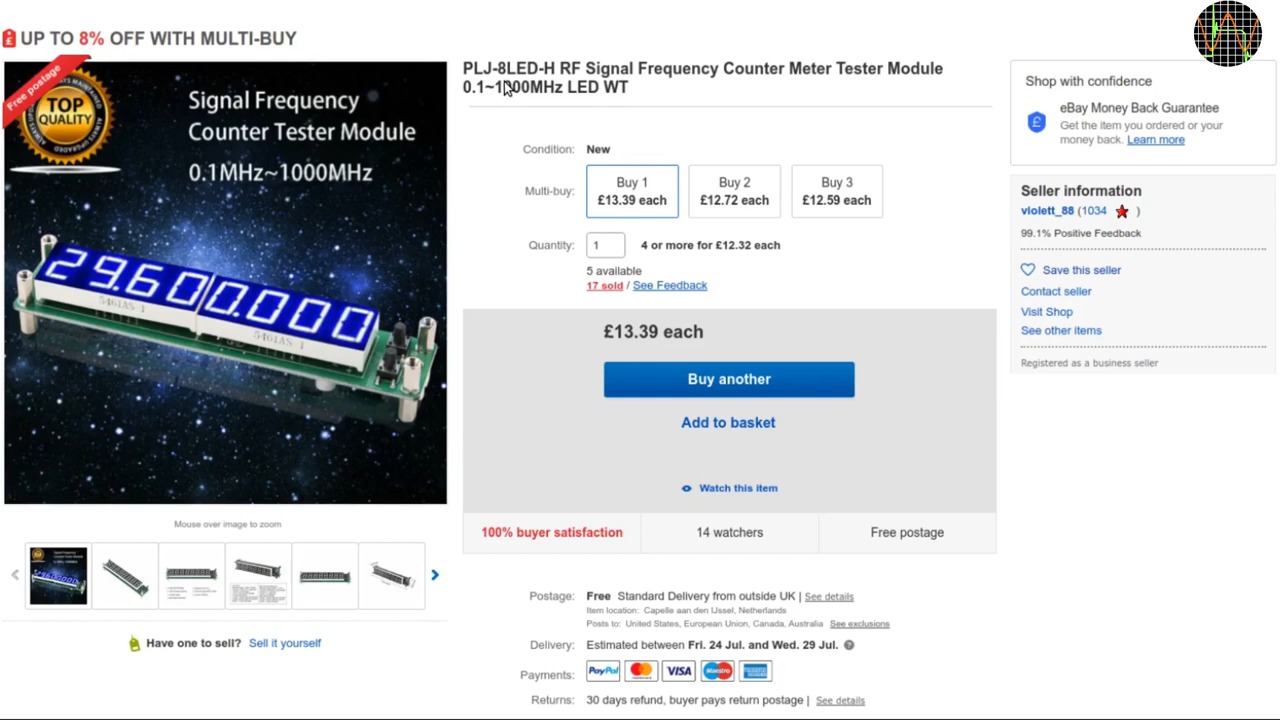 UP TO 8% OFF WITH MULTI-BUY
Free postage
TOP
QUALITY
Signal Frequency
Counter Tester Module
0.1MHz~1000MHz
29.600.000
5461AS-1
5461AS-1
Mouse over image to zoom
Have one to sell? Sell it yourself
PLJ-8LED-H RF Signal Frequency Counter Meter Tester Module
0.1~1000MHz LED WT
Condition: New
Multi-buy:
Buy 1
£13.39 each
Buy 2
£12.72 each
Buy 3
£12.59 each
Quantity: 1 4 or more for £12.32 each
5 available
17 sold / See Feedback
£13.39 each
Buy another
Add to basket
Watch this item
100% buyer satisfaction
14 watchers
Free postage
Postage: Free Standard Delivery from outside UK | See details
Item location: Capelle aan den IJssel, Netherlands
Posts to: United States, European Union, Canada, Australia See exclusions
Delivery: Estimated between Fri. 24 Jul. and Wed. 29 Jul.
Payments: PayPal VISA Maestro
Returns: 30 days refund, buyer pays return postage | See details
Shop with confidence
eBay Money Back Guarantee
Get the item you ordered or your
money back. Learn more
Seller information
violett_88 (1034 )
99.1% Positive Feedback
Save this seller
Contact seller
Visit Shop
See other items
Registered as a business seller